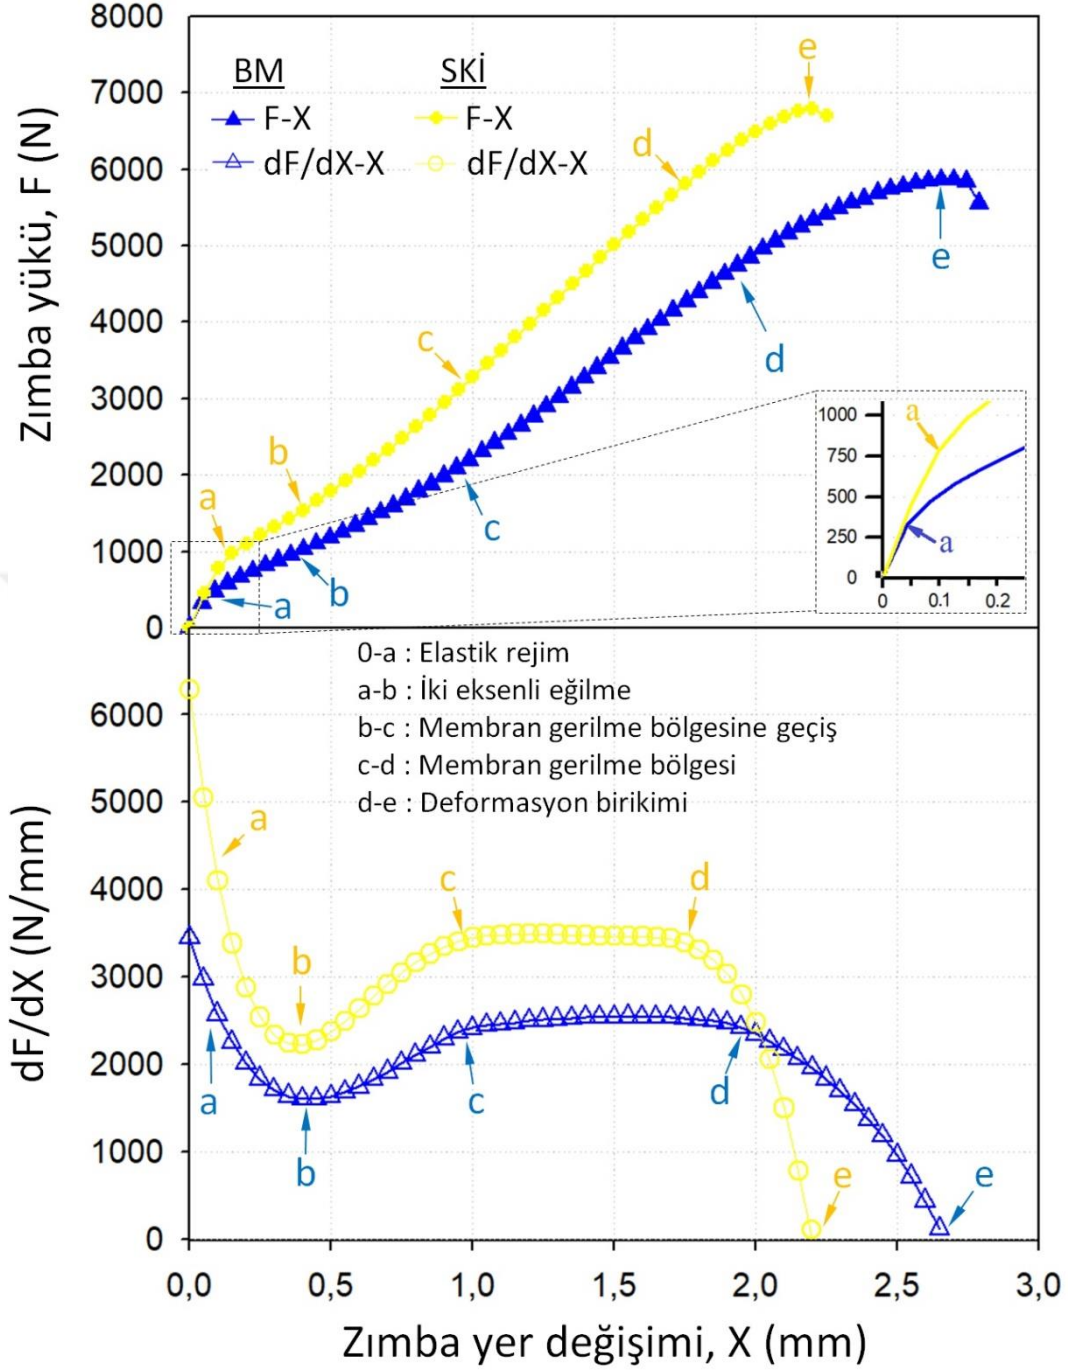 8000
7000
6000
5000
4000
3000
2000
1000
0
Zımba yükü, F (N)
BM SKİ
F-X F-X
dF/dX-X dF/dX-X
e
d
c
b
a
e
d
c
b
a
1000
750
500
250
0
0 0.1 0.2
a
a
0-a : Elastik rejim
a-b : İki eksenli eğilme
b-c : Membran gerilme bölgesine geçiş
c-d : Membran gerilme bölgesi
d-e : Deformasyon birikimi
6000
5000
4000
3000
2000
1000
0
dF/dX (N/mm)
a
b
c
d
e
a
b
c
d
e
0,0 0,5 1,0 1,5 2,0 2,5 3,0
Zımba yer değişimi, X (mm)